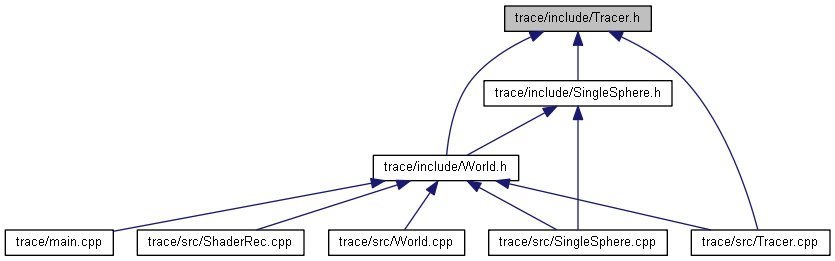 trace/include/Tracer.h
trace/include/SingleSphere.h
trace/include/World.h
trace/main.cpp
trace/src/ShaderRec.cpp
trace/src/World.cpp
trace/src/SingleSphere.cpp
trace/src/Tracer.cpp